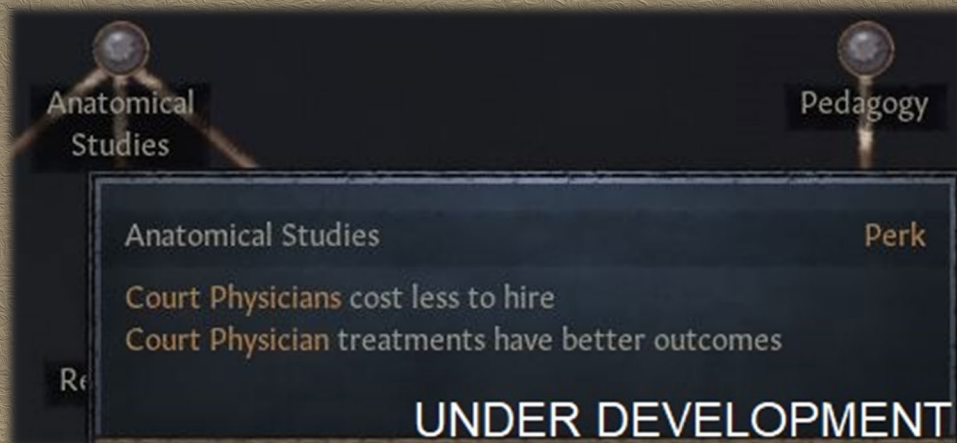 Anatomical
Studies
Pedagogy
Anatomical Studies
Perk
Court Physicians cost less to hire
Court Physician treatments have better outcomes
UNDER DEVELOPMENT